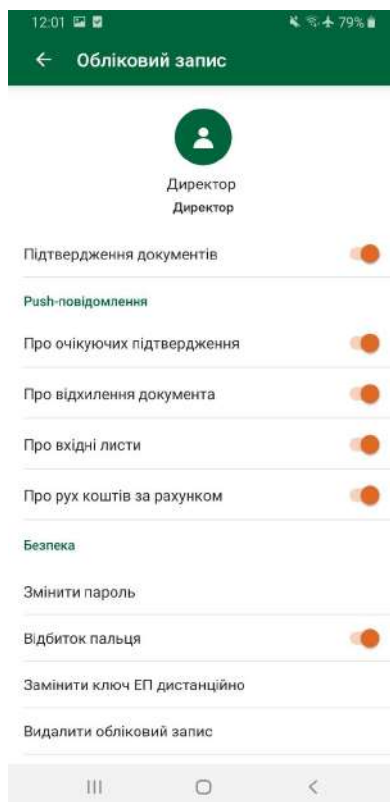 12:01 79%
Обліковий запис
Директор
Директор
Підтвердження документів
Push-повідомлення
Про очікуючих підтвердження
Про відхилення документа
Про вхідні листи
Про рух коштів за рахунком
Безпека
Змінити пароль
Відбиток пальця
Замінити ключ ЕП дистанційно
Видалити обліковий запис